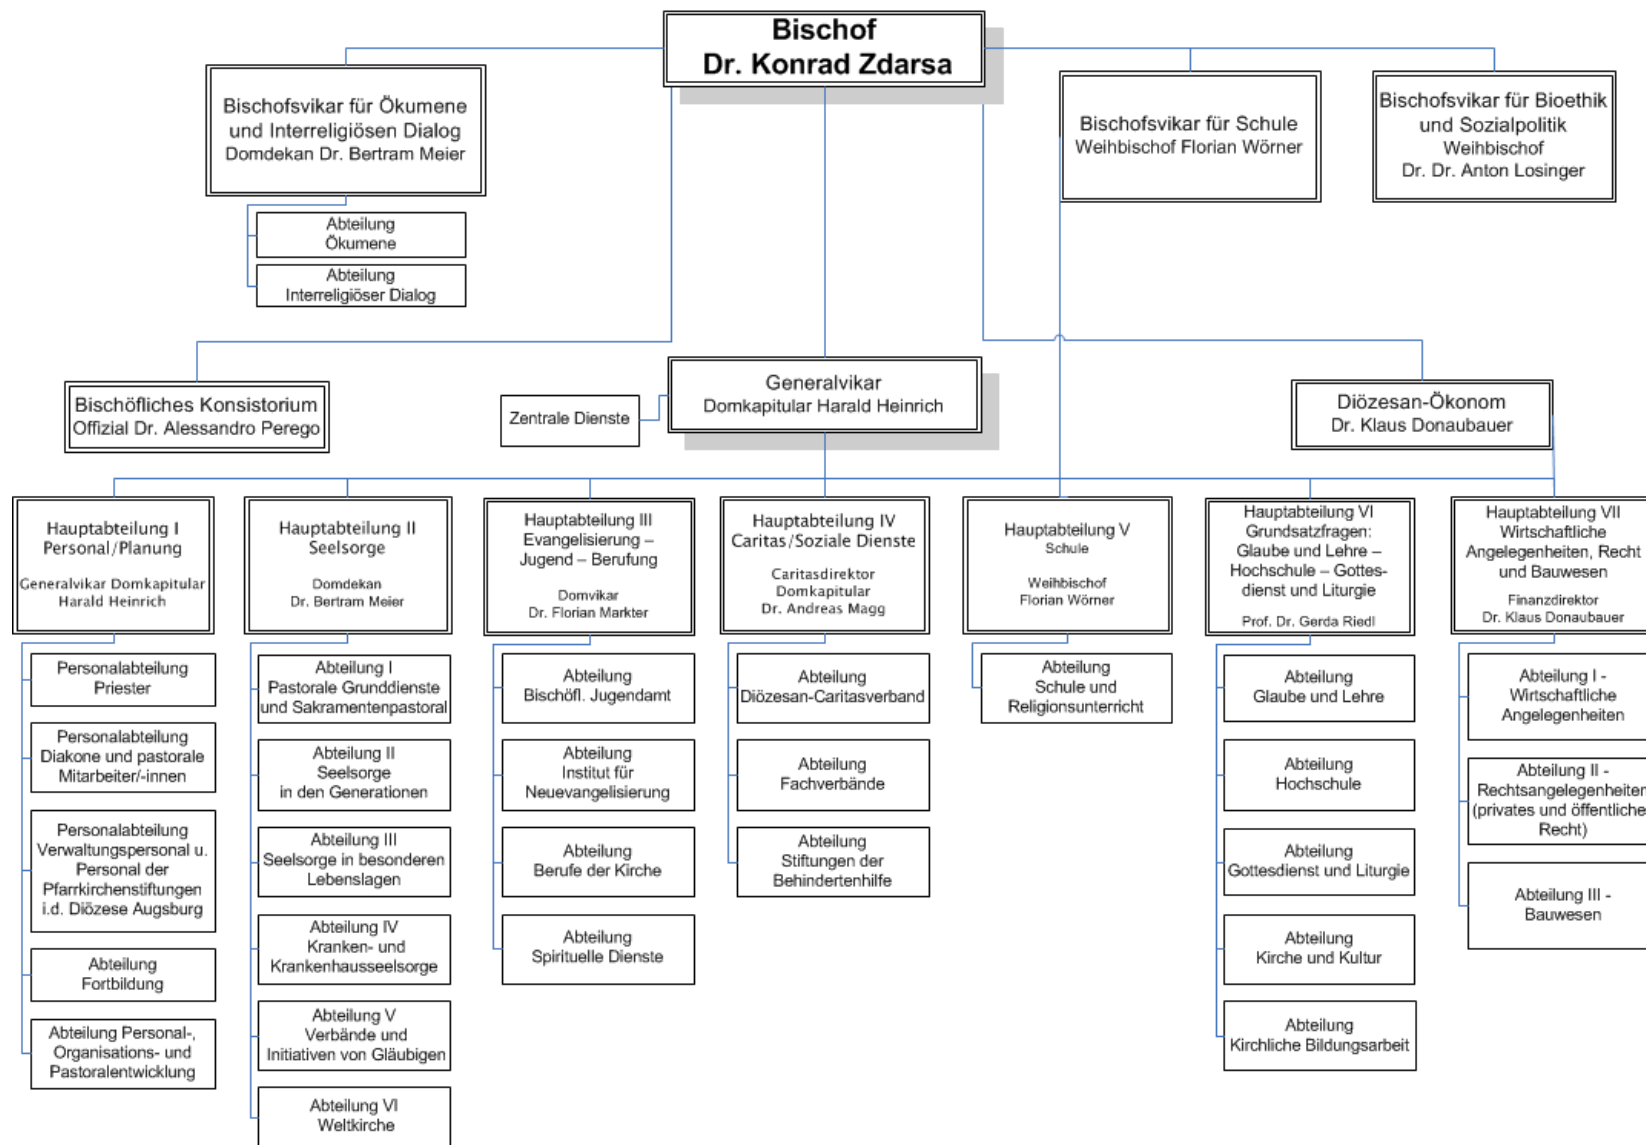 Bischof
Dr. Konrad Zdarsa
Bischofsvikar für Ökumene
und Interreligiösen Dialog
Domdekan Dr. Bertram Meier
Bischofsvikar für Schule
Weihbischof Florian Wörner
Bischofsvikar für Bioethik
und Sozialpolitik
Weihbischof
Dr. Dr. Anton Losinger
Abteilung
Ökumene
Abteilung
Interreligiöser Dialog
Bischöfliches Konsistorium
Offizial Dr. Alessandro Perego
Zentrale Dienste
Generalvikar
Domkapitular Harald Heinrich
Diözesan-Ökonom
Dr. Klaus Donaubauer
Hauptabteilung I
Personal/Planung
Generalvikar Domkapitular
Harald Heinrich
Personalabteilung
Priester
Personalabteilung
Diakone und pastorale
Mitarbeiter/-innen
Personalabteilung
Verwaltungspersonal u.
Personal der
Pfarrkirchenstiftungen
i.d. Diözese Augsburg
Abteilung
Fortbildung
Abteilung Personal-,
Organisations- und
Pastoralentwicklung
Hauptabteilung II
Seelsorge
Domdekan
Dr. Bertram Meier
Abteilung I
Pastorale Grunddienste
und Sakramentenpastoral
Abteilung II
Seelsorge
in den Generationen
Abteilung III
Seelsorge in besonderen
Lebenslagen
Abteilung IV
Kranken- und
Krankenhausseelsorge
Abteilung V
Verbände und
Initiativen von Gläubigen
Abteilung VI
Weltkirche
Hauptabteilung III
Evangelisierung –
Jugend – Berufung
Domvikar
Dr. Florian Markter
Abteilung
Bischöfl. Jugendamt
Abteilung
Institut für
Neuevangelisierung
Abteilung
Berufe der Kirche
Abteilung
Spirituelle Dienste
Hauptabteilung IV
Caritas/Soziale Dienste
Caritasdirektor
Domkapitular
Dr. Andreas Magg
Abteilung
Diözesan-Caritasverband
Abteilung
Fachverbände
Abteilung
Stiftungen der
Behindertenhilfe
Hauptabteilung V
Schule
Weihbischof
Florian Wörner
Abteilung
Schule und
Religionsunterricht
Hauptabteilung VI
Grundsatzfragen:
Glaube und Lehre –
Hochschule – Gottes-
dienst und Liturgie
Prof. Dr. Gerda Riedl
Abteilung
Glaube und Lehre
Abteilung
Hochschule
Abteilung
Gottesdienst und Liturgie
Abteilung
Kirche und Kultur
Abteilung
Kirchliche Bildungsarbeit
Hauptabteilung VII
Wirtschaftliche
Angelegenheiten, Recht
und Bauwesen
Finanzdirektor
Dr. Klaus Donaubauer
Abteilung I -
Wirtschaftliche
Angelegenheiten
Abteilung II -
Rechtsangelegenheiten
(privates und öffentliche
Recht)
Abteilung III -
Bauwesen